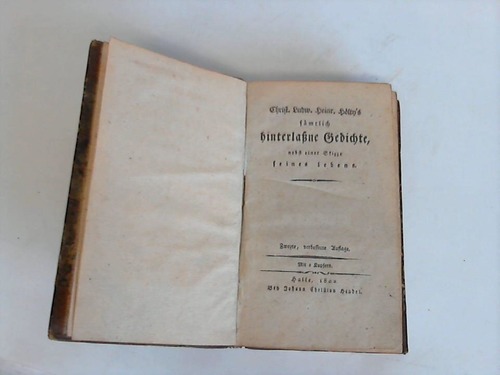 Christ. Ludw. Heinr. Hölty's
sämtlich
hinterlaßne Gedichte,
nebst einer Skizze
seines Lebens.
Zweyte, verbesserte Auflage.
Mit 2 Kupfern.
Halle, 1800
Bey Johann Christian Hendel.